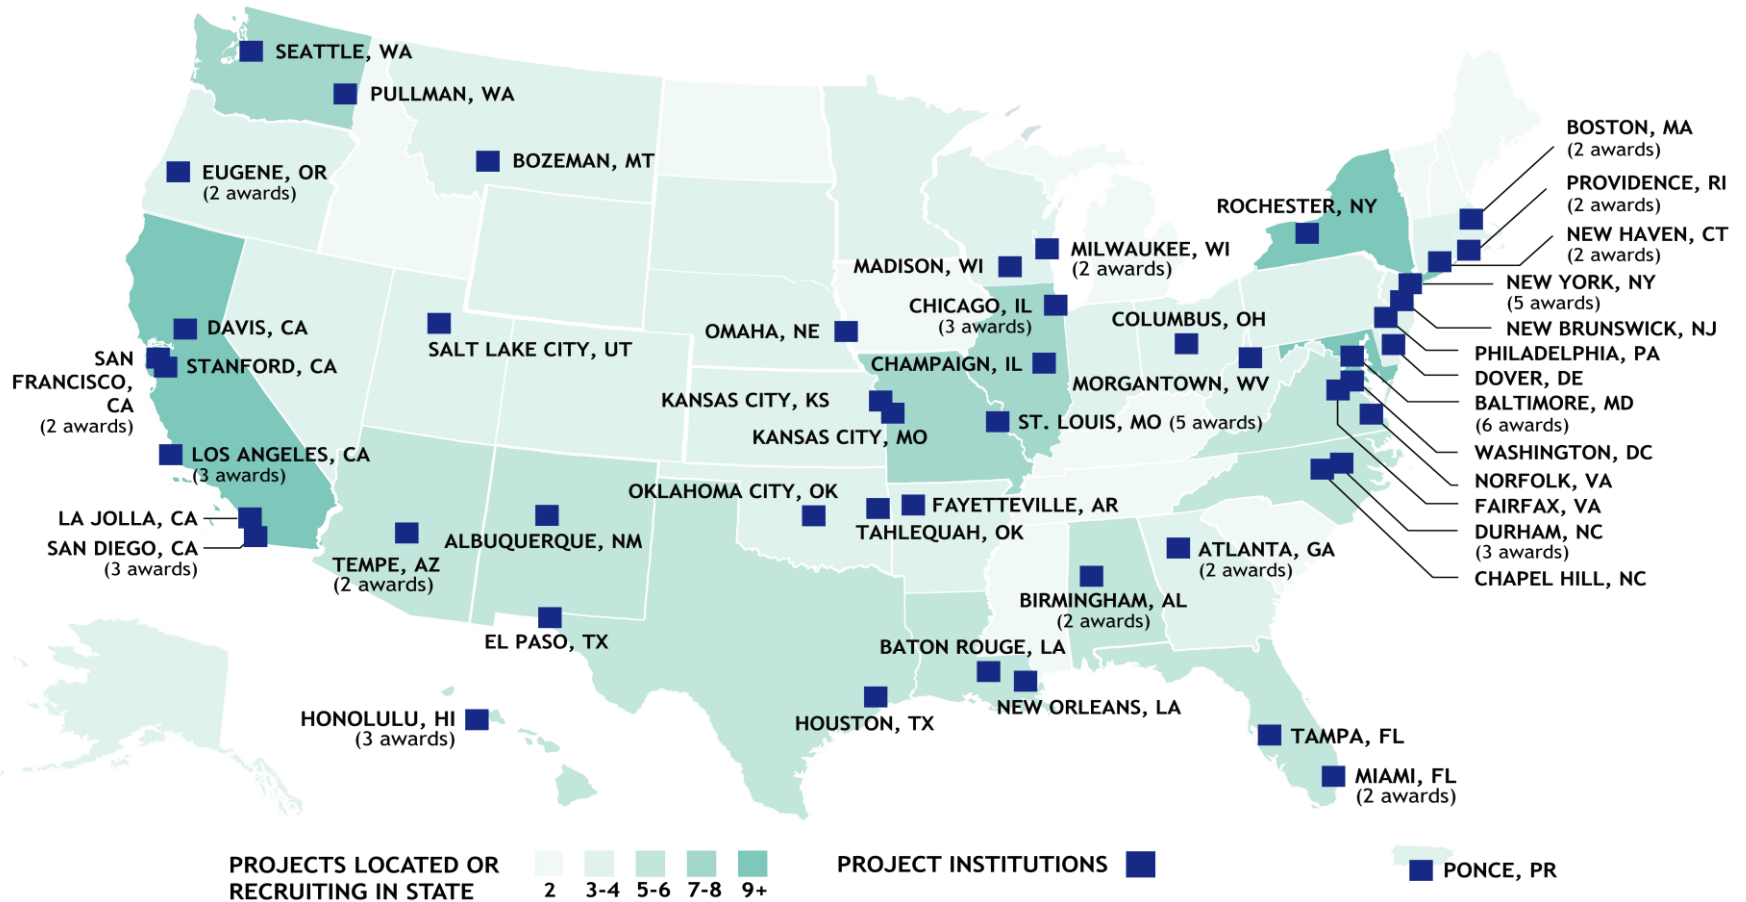 SEATTLE, WA
PULLMAN, WA
BOZEMAN, MT
EUGENE, OR
(2 awards)
BOSTON, MA
(2 awards)
PROVIDENCE, RI
(2 awards)
NEW HAVEN, CT
(2 awards)
ROCHESTER, NY
MILWAUKEE, WI
(2 awards)
MADISON, WI
NEW YORK, NY
(5 awards)
NEW BRUNSWICK, NJ
PHILADELPHIA, PA
DOVER, DE
BALTIMORE, MD
(6 awards)
WASHINGTON, DC
NORFOLK, VA
FAIRFAX, VA
DURHAM, NC
(3 awards)
CHAPEL HILL, NC
CHICAGO, IL
(3 awards)
COLUMBUS, OH
OMAHA, NE
DAVIS, CA
SALT LAKE CITY, UT
SAN
FRANCISCO,
CA
(2 awards)
STANFORD, CA
CHAMPAIGN, IL
MORGANTOWN, WV
KANSAS CITY, KS
KANSAS CITY, MO
ST. LOUIS, MO (5 awards)
LOS ANGELES, CA
(3 awards)
OKLAHOMA CITY, OK
FAYETTEVILLE, AR
TAHLEQUAH, OK
LA JOLLA, CA
SAN DIEGO, CA
(3 awards)
ALBUQUERQUE, NM
TEMPE, AZ
(2 awards)
ATLANTA, GA
(2 awards)
BIRMINGHAM, AL
(2 awards)
EL PASO, TX
BATON ROUGE, LA
NEW ORLEANS, LA
HOUSTON, TX
HONOLULU, HI
(3 awards)
TAMPA, FL
MIAMI, FL
(2 awards)
PROJECTS LOCATED OR
RECRUITING IN STATE
2 3-4 5-6 7-8 9+
PROJECT INSTITUTIONS
PONCE, PR